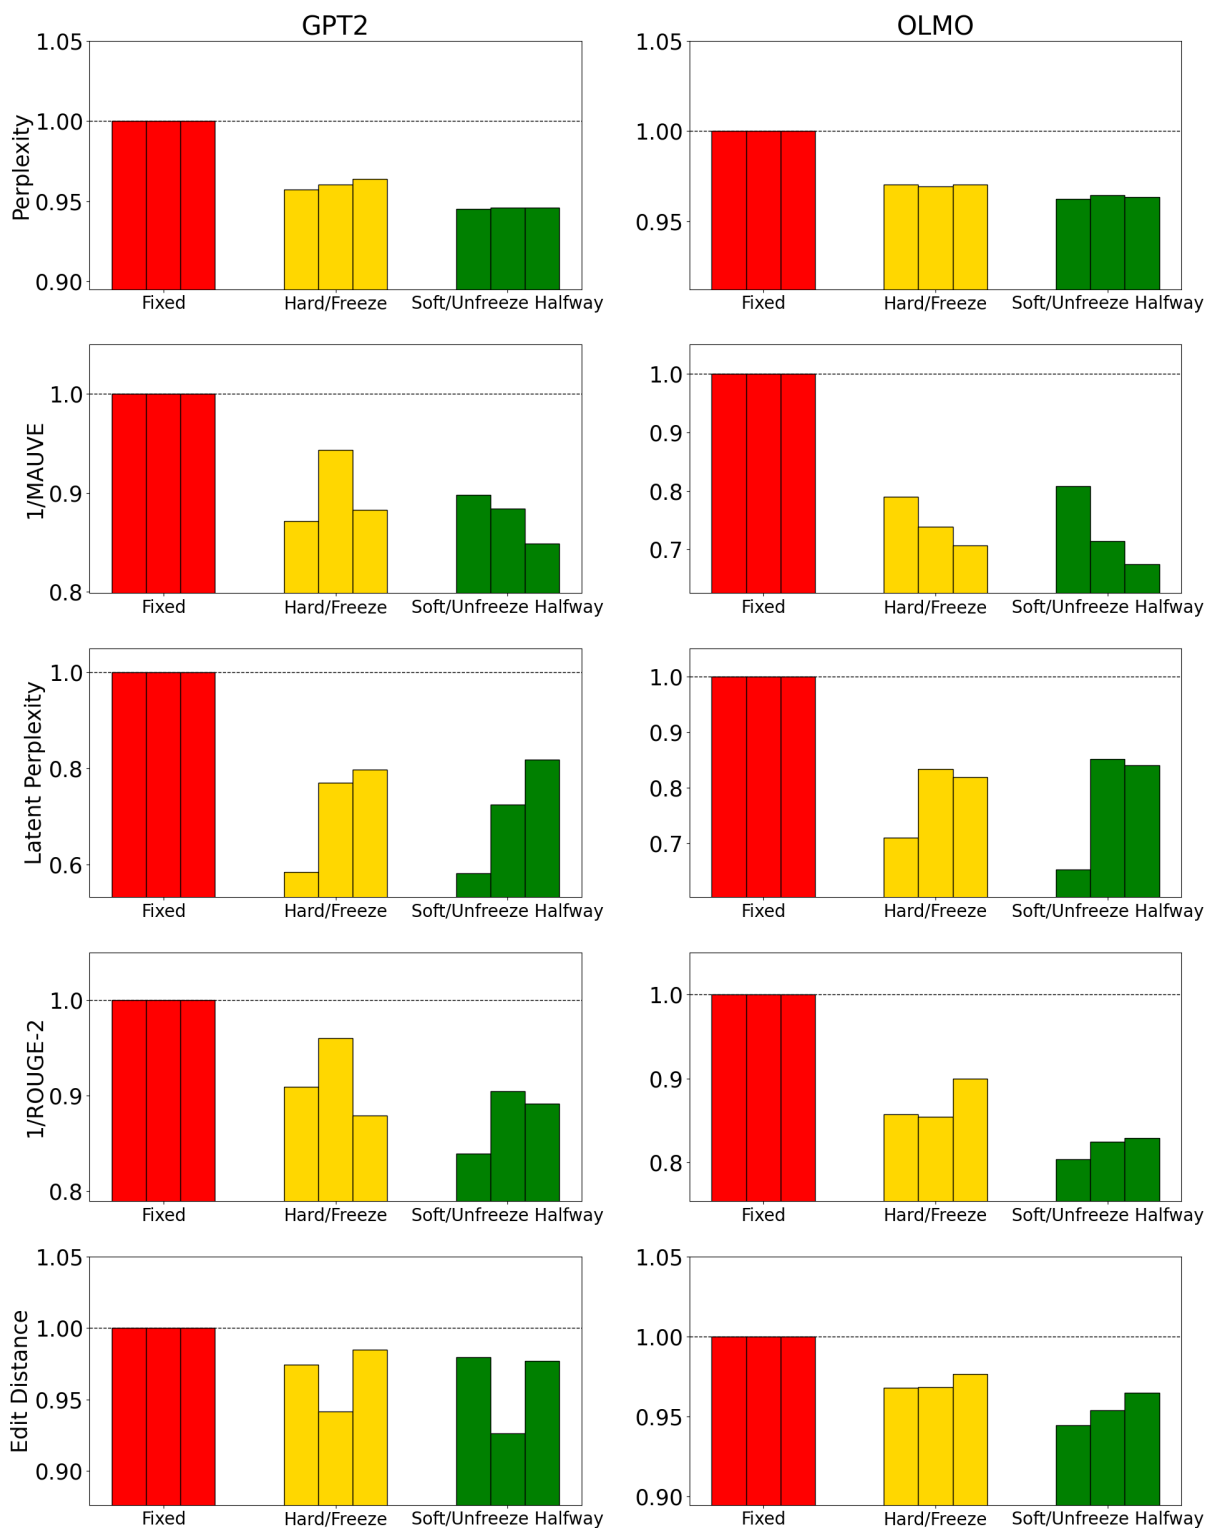 GPT2
OLMO
Perplexity
1.05
1.00
0.95
0.90
Fixed
Hard/Freeze
Soft/Unfreeze Halfway
1.00
0.95
Fixed
Hard/Freeze
Soft/Unfreeze Halfway
1/MAUVE
1.0
0.9
0.8
Fixed
Hard/Freeze
Soft/Unfreeze Halfway
1.0
0.9
0.8
0.7
Fixed
Hard/Freeze
Soft/Unfreeze Halfway
Latent Perplexity
1.0
0.8
0.6
Fixed
Hard/Freeze
Soft/Unfreeze Halfway
1.0
0.9
0.8
0.7
Fixed
Hard/Freeze
Soft/Unfreeze Halfway
1/ROUGE-2
1.0
0.9
0.8
Fixed
Hard/Freeze
Soft/Unfreeze Halfway
1.0
0.9
0.8
Fixed
Hard/Freeze
Soft/Unfreeze Halfway
Edit Distance
1.05
1.00
0.95
0.90
Fixed
Hard/Freeze
Soft/Unfreeze Halfway
1.05
1.00
0.95
0.90
Fixed
Hard/Freeze
Soft/Unfreeze Halfway